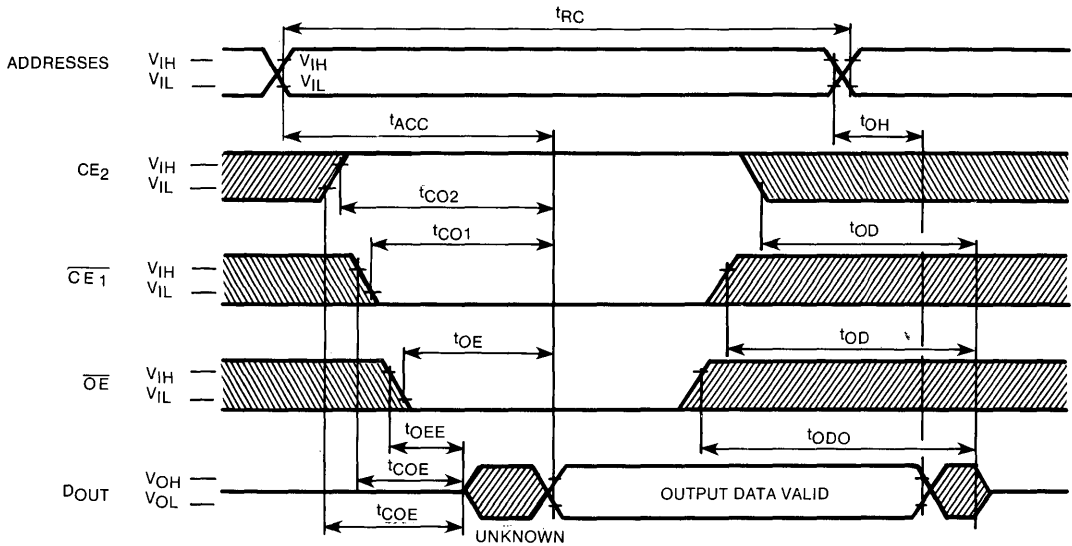 tRC
ADDRESSES VIH VIH
VIL VIL
tACC tOH
CE2 VIH
VIL
tCO2
tCO1 tOD
CE1 VIH
VIL
tOE tOD
OE VIH
VIL
tOEE tODO
tCOE
DOUT VOH
VOL OUTPUT DATA VALID
tCOE
UNKNOWN